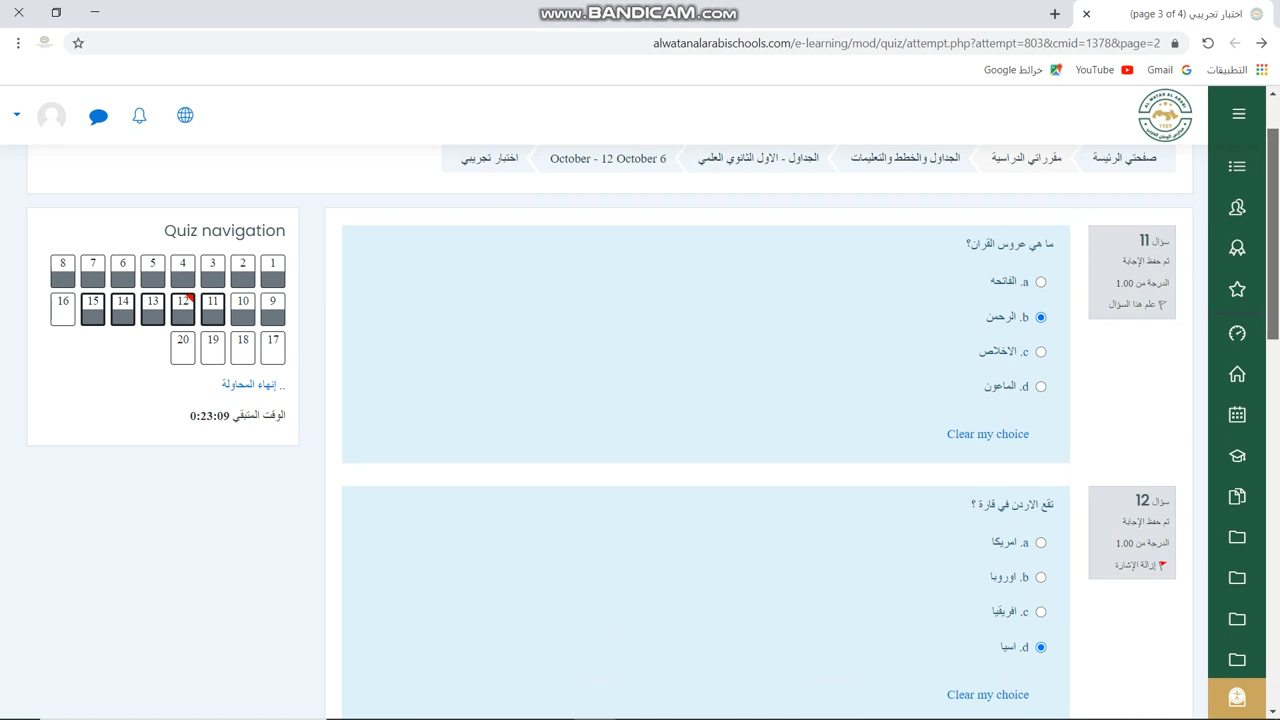 www.BANDICAM.com
اختبار تجريبي (page 3 of 4)
alwatanalarabischools.com/e-learning/mod/quiz/attempt.php?attempt=803&cmid=1378&page=2
التطبيقات
Gmail
YouTube
خرائط Google
صفحتي الرئيسة
مقرراتي الدراسية
الجداول والخطط والتعليمات
الجداول - الاول الثانوي العلمي
October - 12 October 6
اختبار تجريبي
سؤال 11
تم حفظ الإجابة
الدرجة من 1.00
علم هذا السؤال
ما هي عروس القران؟
a. الفاتحه
b. الرحمن
c. الاخلاص
d. الماعون
Clear my choice
سؤال 12
تم حفظ الإجابة
الدرجة من 1.00
إزالة الإشارة
تقع الاردن في قارة ؟
a. امريكا
b. اوروبا
c. افريقيا
d. اسيا
Clear my choice
Quiz navigation
1 2 3 4 5 6 7 8
9 10 11 12 13 14 15 16
17 18 19 20
إنهاء المحاولة ..
الوقت المتبقي 0:23:09